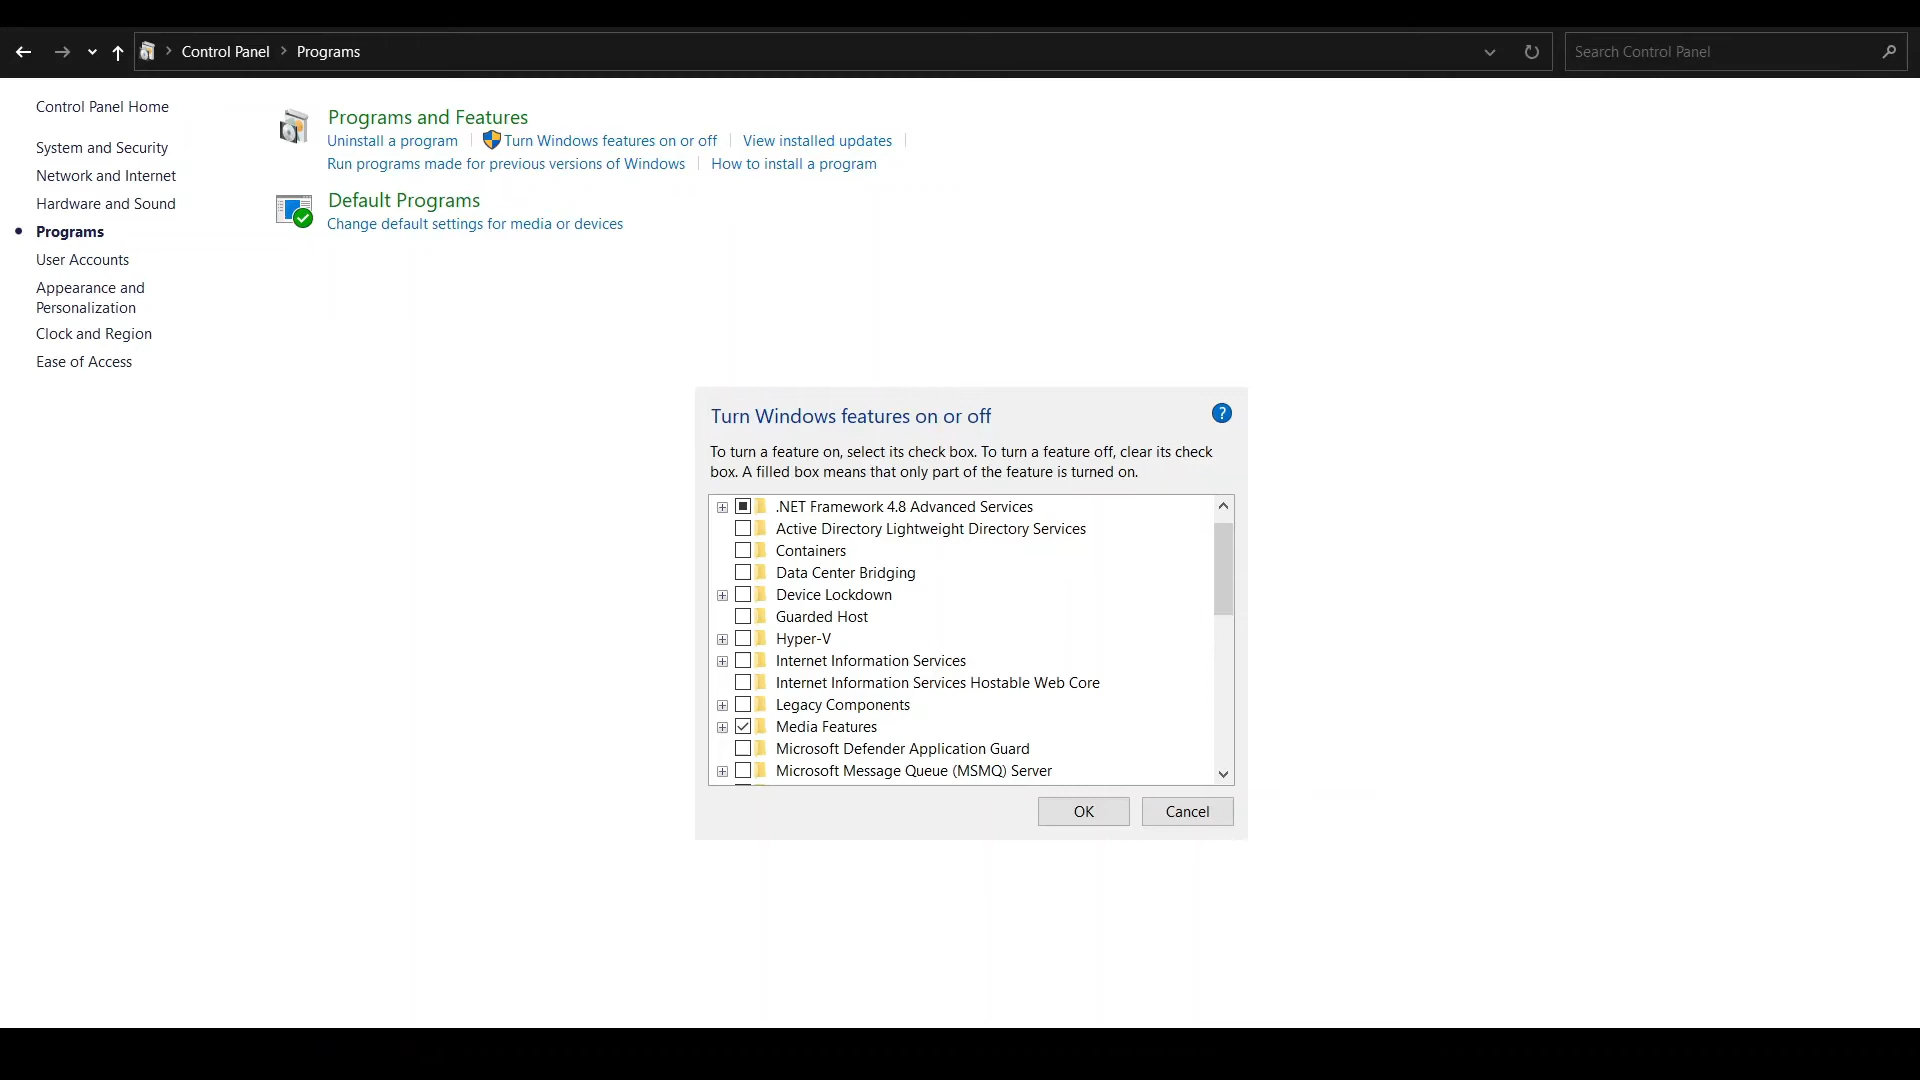 Control Panel Programs
Search Control Panel
Control Panel Home
System and Security
Network and Internet
Hardware and Sound
Programs
User Accounts
Appearance and
Personalization
Clock and Region
Ease of Access
Programs and Features
Uninstall a program Turn Windows features on or off View installed updates
Run programs made for previous versions of Windows How to install a program
Default Programs
Change default settings for media or devices
Turn Windows features on or off
?
To turn a feature on, select its check box. To turn a feature off, clear its check
box. A filled box means that only part of the feature is turned on.
.NET Framework 4.8 Advanced Services
Active Directory Lightweight Directory Services
Containers
Data Center Bridging
Device Lockdown
Guarded Host
Hyper-V
Internet Information Services
Internet Information Services Hostable Web Core
Legacy Components
Media Features
Microsoft Defender Application Guard
Microsoft Message Queue (MSMQ) Server
OK Cancel